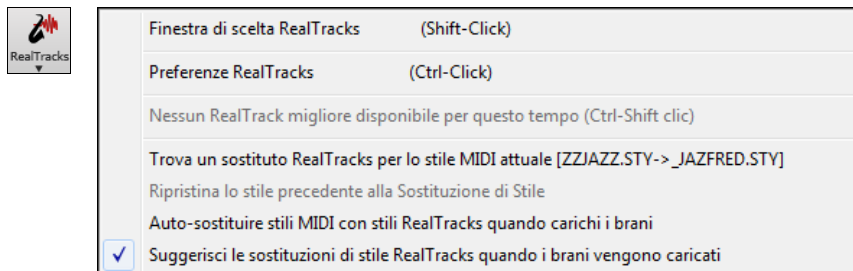 RealTracks
Finestra di scelta RealTracks (Shift-Click)
Preferenze RealTracks (Ctrl-Click)
Nessun RealTrack migliore disponibile per questo tempo (Ctrl-Shift clic)
Trova un sostituto RealTracks per lo stile MIDI attuale [ZZJAZZ.STY->_JAZFRED.STY]
Ripristina lo stile precedente alla Sostituzione di Stile
Auto-sostituire stili MIDI con stili RealTracks quando carichi i brani
Suggerisci le sostituzioni di stile RealTracks quando i brani vengono caricati